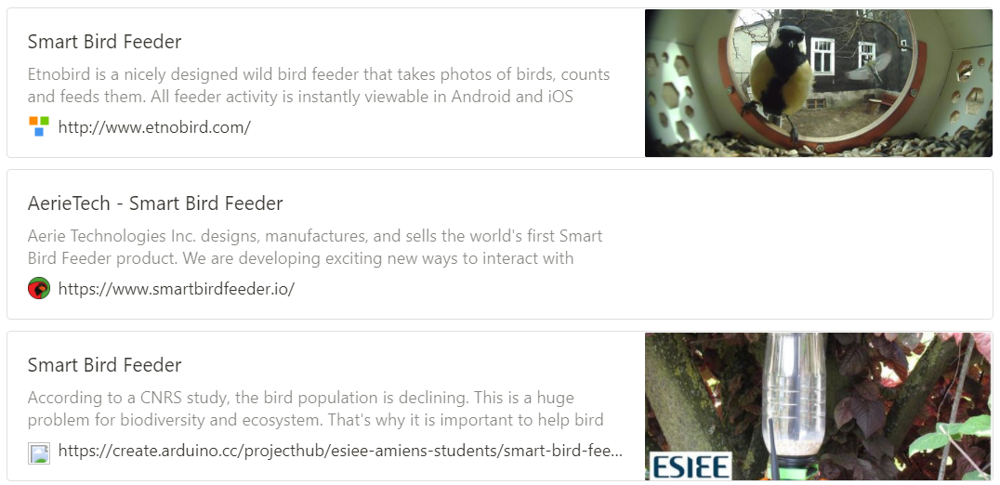 Smart Bird Feeder
Etnobird is a nicely designed wild bird feeder that takes photos of birds, counts
and feeds them. All feeder activity is instantly viewable in Android and iOS
http://www.etnobird.com/
AerieTech - Smart Bird Feeder
Aerie Technologies Inc. designs, manufactures, and sells the world's first Smart
Bird Feeder product. We are developing exciting new ways to interact with
https://www.smartbirdfeeder.io/
Smart Bird Feeder
According to a CNRS study, the bird population is declining. This is a huge
problem for biodiversity and ecosystem. That's why it is important to help bird
https://create.arduino.cc/projecthub/esiee-amiens-students/smart-bird-fee...
ESIEE